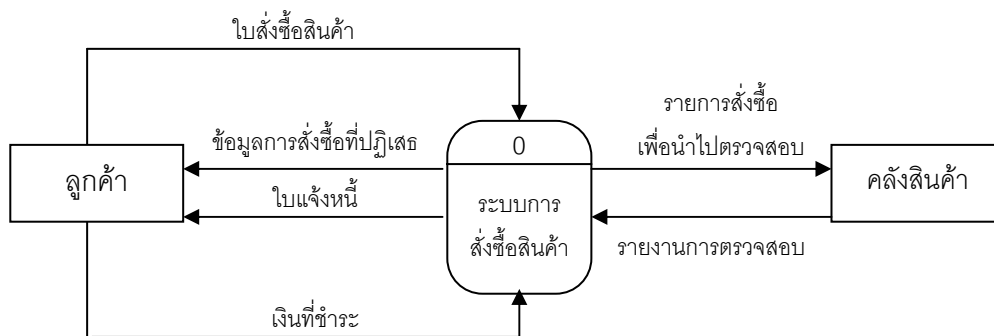 ใบสั่งซื้อสินค้า
รายการสั่งซื้อ
เพื่อนำไปตรวจสอบ
ข้อมูลการสั่งซื้อที่ปฏิเสธ
0
ลูกค้า
คลังสินค้า
ใบแจ้งหนี้
ระบบการ
สั่งซื้อสินค้า
รายงานการตรวจสอบ
เงินที่ชำระ